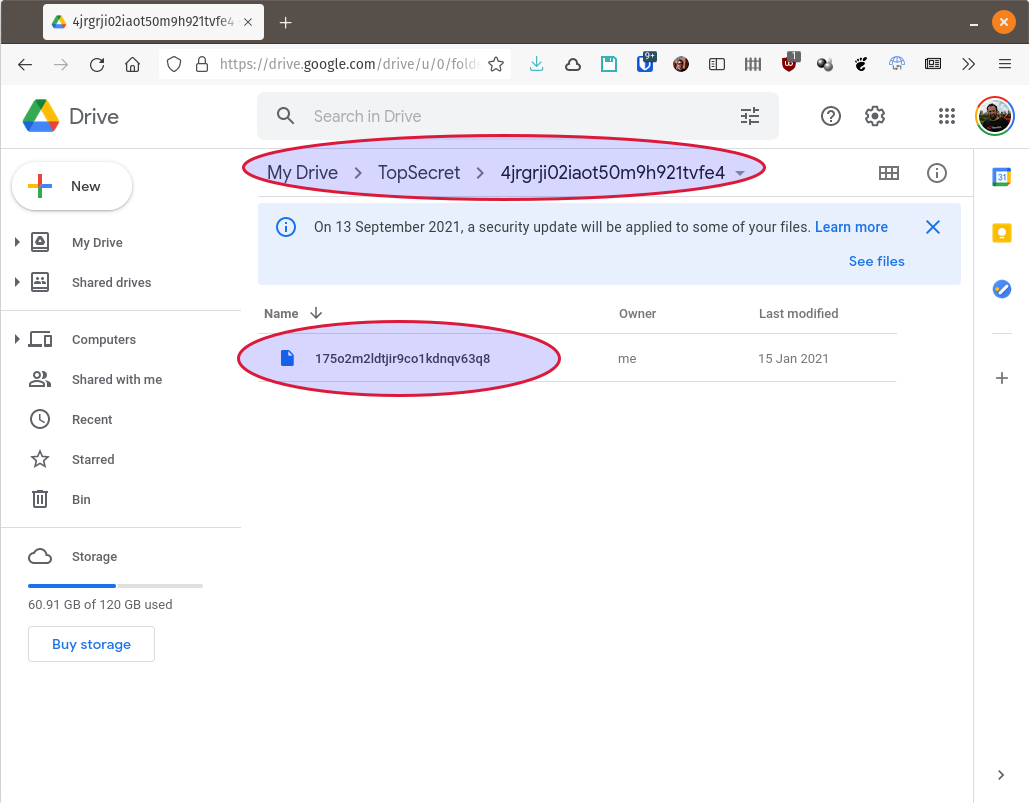 4jrgrji02iaot50m9h921tvfe4
https://drive.google.com/drive/u/0/folde
9+
1
Drive
Search in Drive
New
My Drive > TopSecret > 4jrgrji02iaot50m9h921tvfe4
31
On 13 September 2021, a security update will be applied to some of your files. Learn more
See files
My Drive
Shared drives
Name
Owner
Last modified
Computers
175o2m2ldtjir9co1kdnqv63q8
me
15 Jan 2021
Shared with me
Recent
Starred
Bin
Storage
60.91 GB of 120 GB used
Buy storage